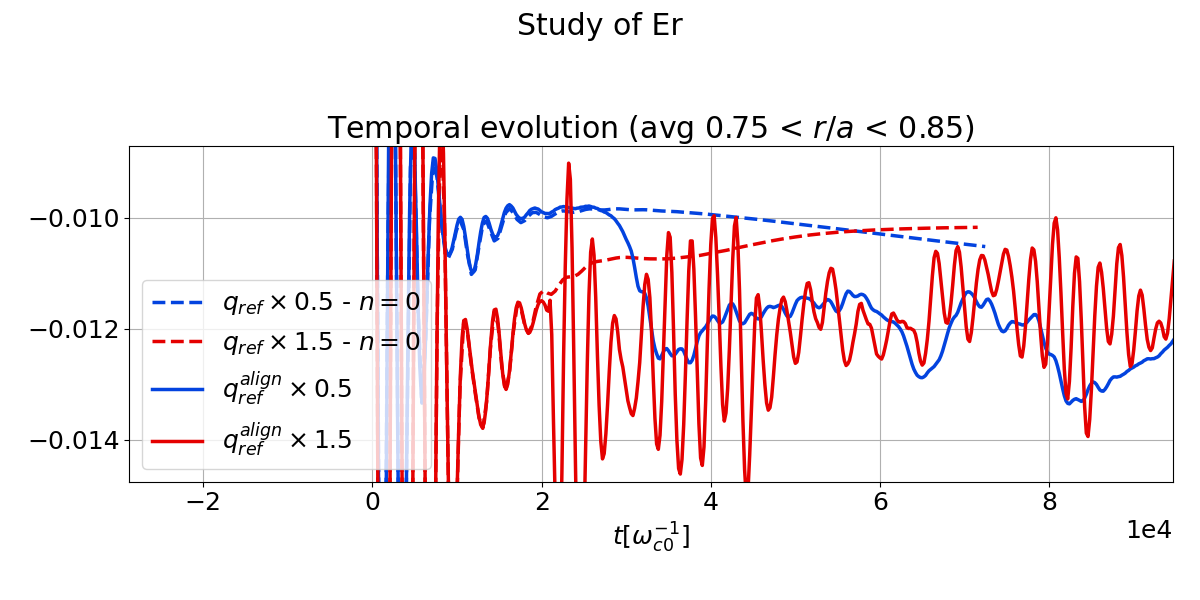 Study of Er
Temporal evolution (avg 0.75 < r/a < 0.85)
−0.010
−0.012
−0.014
q_ref × 0.5 - n = 0
q_ref × 1.5 - n = 0
q_ref^align × 0.5
q_ref^align × 1.5
−2 0 2 4 6 8
1e4
t[ω_c0^−1]